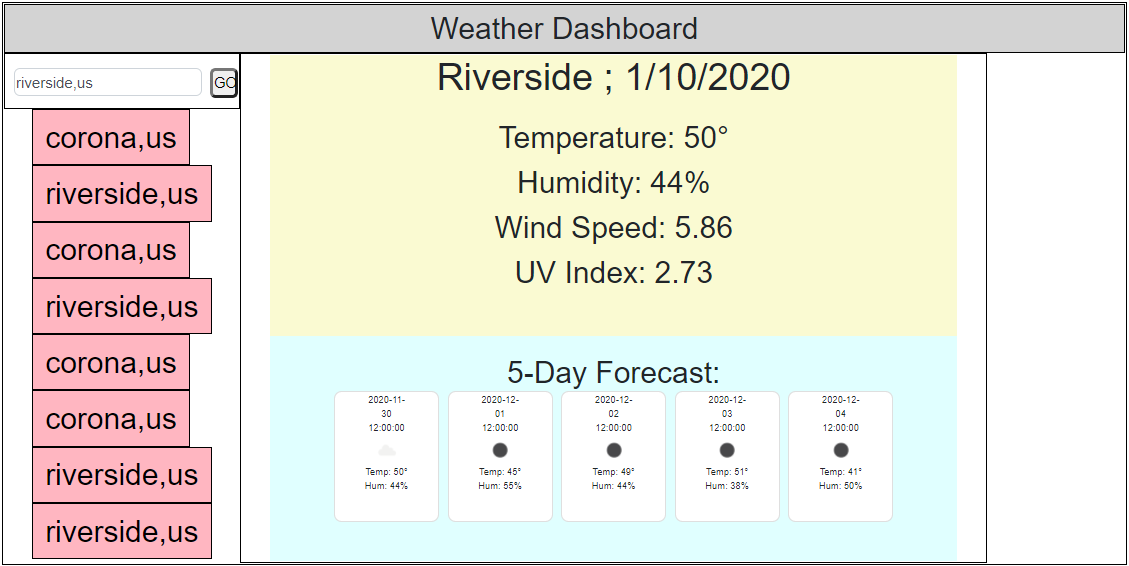 Weather Dashboard
riverside,us
GO
corona,us
riverside,us
corona,us
riverside,us
corona,us
corona,us
riverside,us
riverside,us
Riverside ; 1/10/2020
Temperature: 50°
Humidity: 44%
Wind Speed: 5.86
UV Index: 2.73
5-Day Forecast:
2020-11-
30
12:00:00
Temp: 50°
Hum: 44%
2020-12-
01
12:00:00
Temp: 45°
Hum: 55%
2020-12-
02
12:00:00
Temp: 49°
Hum: 44%
2020-12-
03
12:00:00
Temp: 51°
Hum: 38%
2020-12-
04
12:00:00
Temp: 41°
Hum: 50%